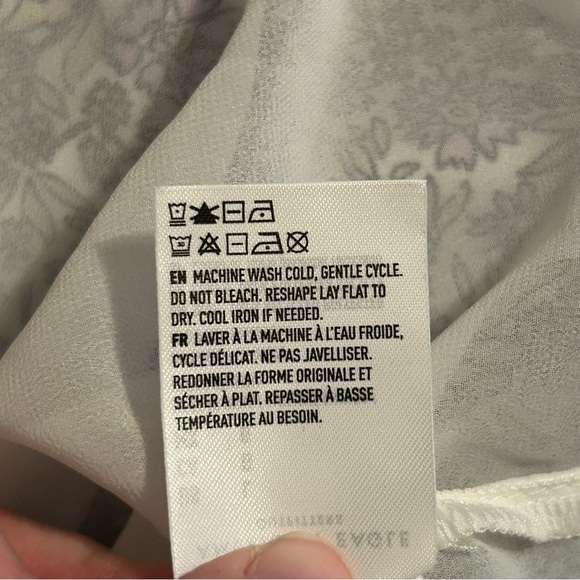 EN MACHINE WASH COLD, GENTLE CYCLE.
DO NOT BLEACH. RESHAPE LAY FLAT TO
DRY. COOL IRON IF NEEDED.
FR LAVER À LA MACHINE À L'EAU FROIDE,
CYCLE DÉLICAT. NE PAS JAVELLISER.
REDONNER LA FORME ORIGINALE ET
SÉCHER À PLAT. REPASSER À BASSE
TEMPÉRATURE AU BESOIN.
OUTFITTERS
EAGLE